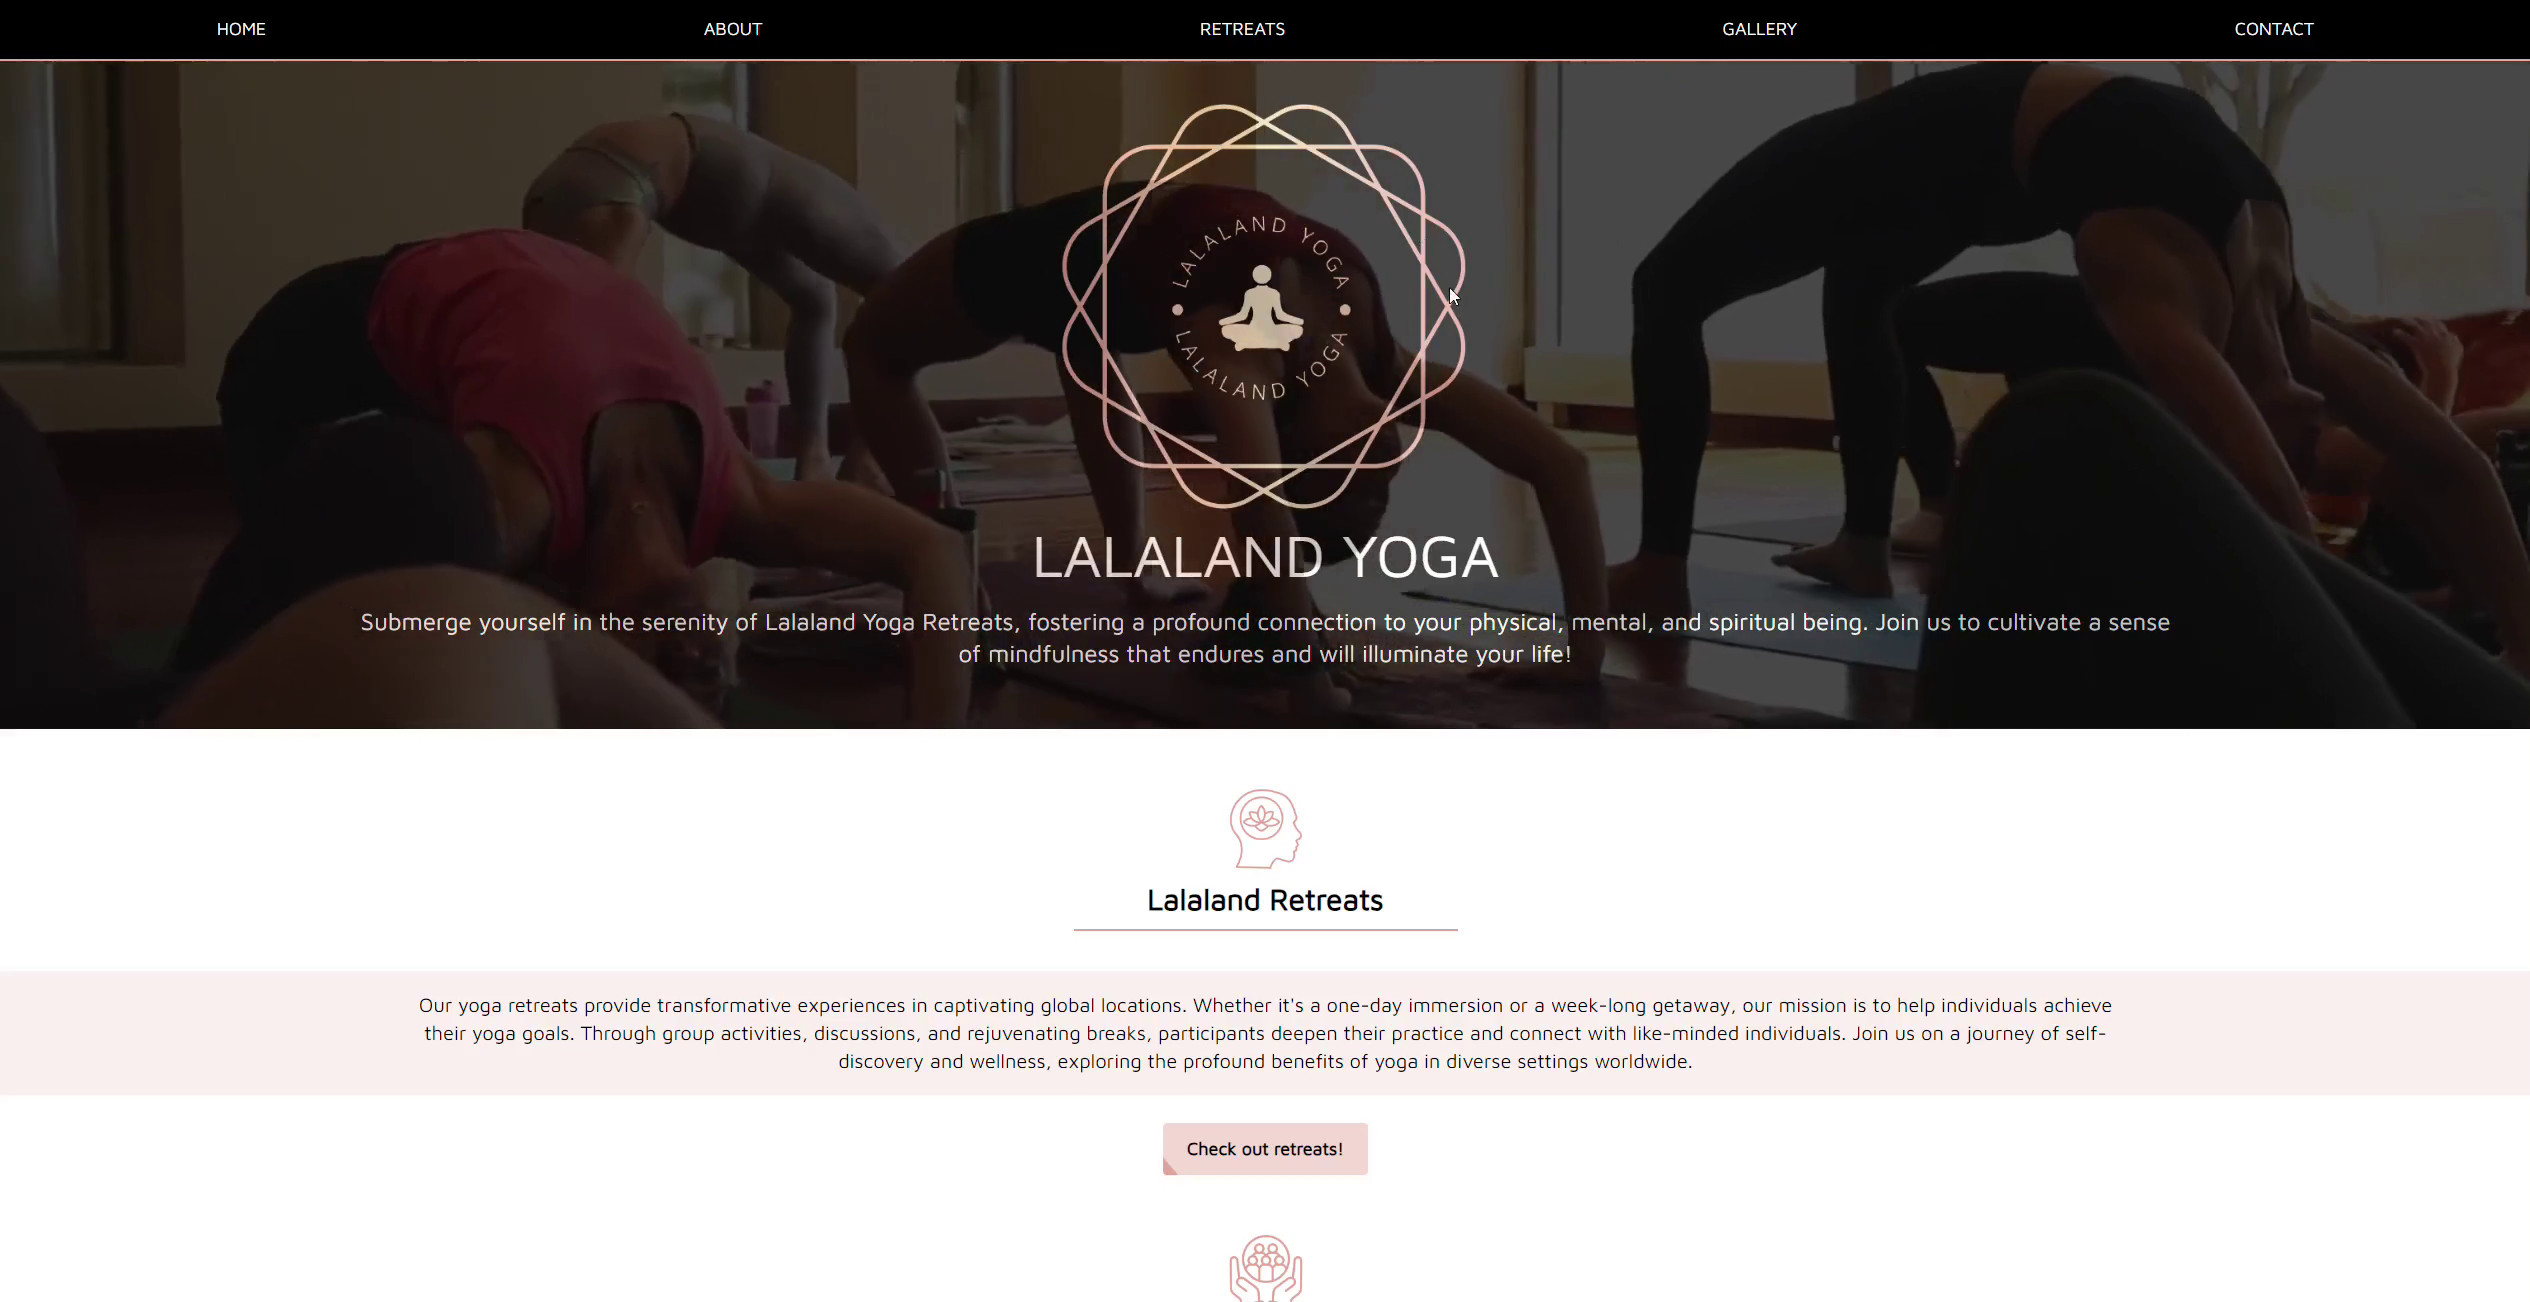 HOME ABOUT RETREATS GALLERY CONTACT
LALALAND YOGA
LALALAND YOGA
LALALAND YOGA
Submerge yourself in the serenity of Lalaland Yoga Retreats, fostering a profound connection to your physical, mental, and spiritual being. Join us to cultivate a sense
of mindfulness that endures and will illuminate your life!
Lalaland Retreats
Our yoga retreats provide transformative experiences in captivating global locations. Whether it's a one-day immersion or a week-long getaway, our mission is to help individuals achieve
their yoga goals. Through group activities, discussions, and rejuvenating breaks, participants deepen their practice and connect with like-minded individuals. Join us on a journey of self-
discovery and wellness, exploring the profound benefits of yoga in diverse settings worldwide.
Check out retreats!